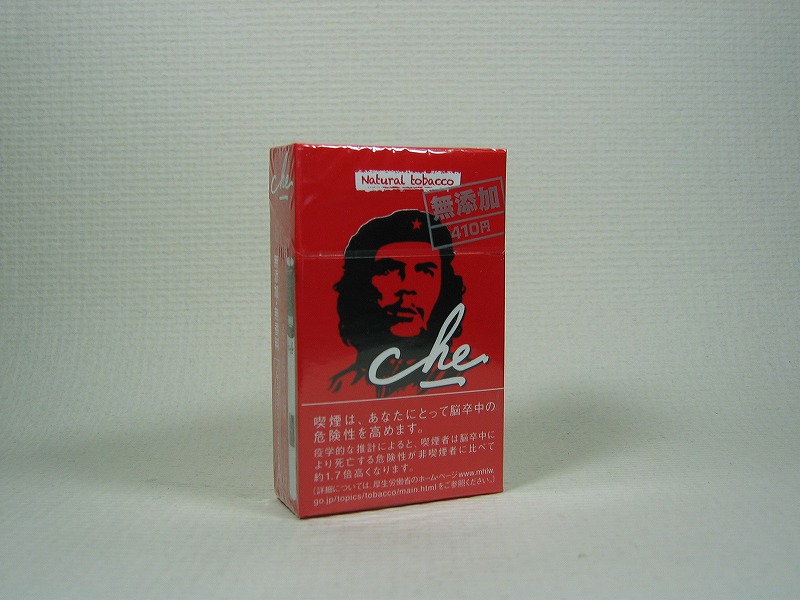 Natural tobacco
無添加
410円
che
che
喫煙は、あなたにとって脳卒中の
危険性を高めます。
疫学的な推計によると、喫煙者は脳卒中に
より死亡する危険性が非喫煙者に比べて
約1.7倍高くなります。
(詳細については、厚生労働省のホーム・ページwww.mhlw.
go.jp/topics/tobacco/main.htmlをご参照ください。)